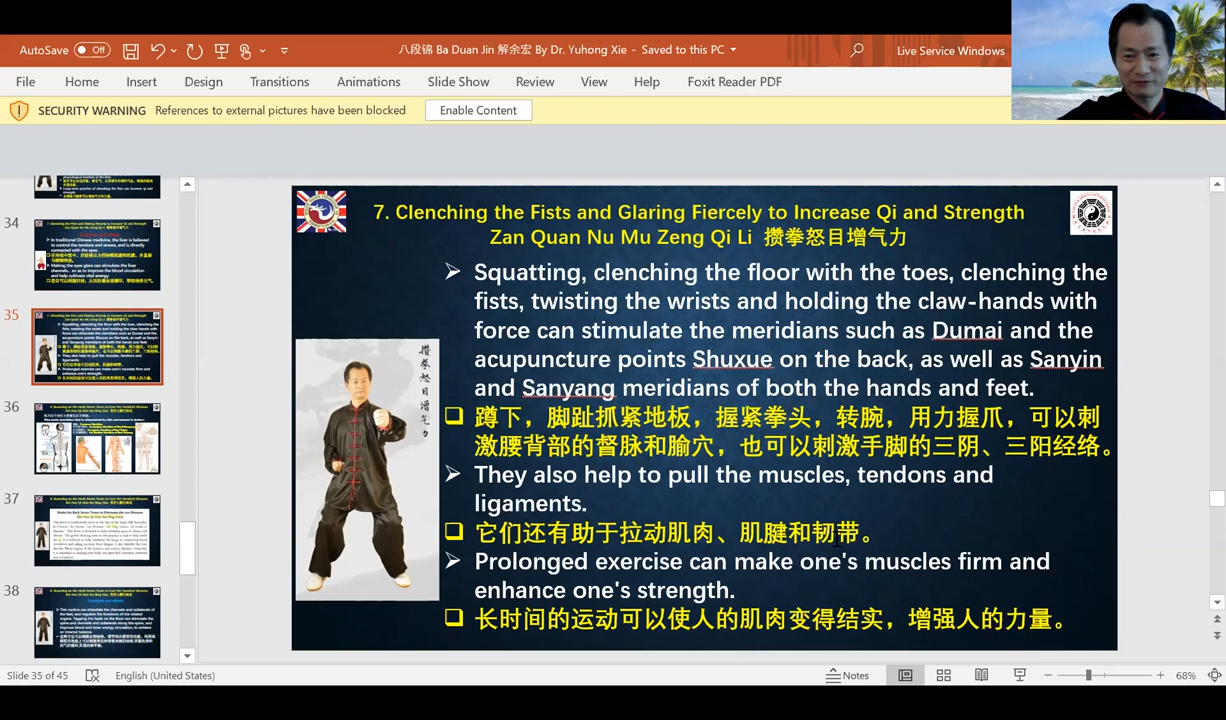 AutoSave Off
八段锦 Ba Duan Jin 解余宏 By Dr. Yuhong Xie - Saved to this PC
Live Service Windows
File Home Insert Design Transitions Animations Slide Show Review View Help Foxit Reader PDF
SECURITY WARNING References to external pictures have been blocked Enable Content
34
35
36
37
38
7. Clenching the Fists and Glaring Fiercely to Increase Qi and Strength
Zan Quan Nu Mu Zeng Qi Li 攒拳怒目增气力
攒拳怒目增气力
Squatting, clenching the floor with the toes, clenching the
fists, twisting the wrists and holding the claw-hands with
force can stimulate the meridians such as Dumai and the
acupuncture points Shuxue on the back, as well as Sanyin
and Sanyang meridians of both the hands and feet.
蹲下，脚趾抓紧地板，握紧拳头，转腕，用力握爪，可以刺
激腰背部的督脉和腧穴，也可以刺激手脚的三阴、三阳经络。
They also help to pull the muscles, tendons and
ligaments.
它们还有助于拉动肌肉、肌腱和韧带。
Prolonged exercise can make one's muscles firm and
enhance one's strength.
长时间的运动可以使人的肌肉变得结实，增强人的力量。
Slide 35 of 45 English (United States) Notes 68%